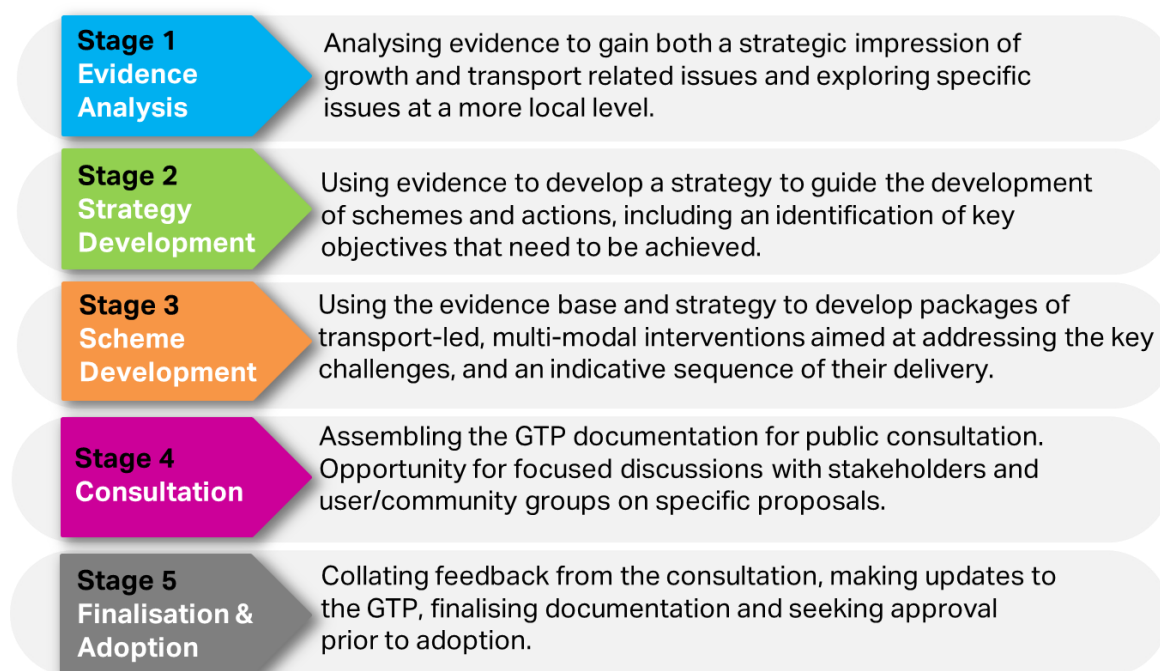 Stage 1
Evidence
Analysis
Analysing evidence to gain both a strategic impression of
growth and transport related issues and exploring specific
issues at a more local level.
Stage 2
Strategy
Development
Using evidence to develop a strategy to guide the development
of schemes and actions, including an identification of key
objectives that need to be achieved.
Stage 3
Scheme
Development
Using the evidence base and strategy to develop packages of
transport-led, multi-modal interventions aimed at addressing the key
challenges, and an indicative sequence of their delivery.
Stage 4
Consultation
Assembling the GTP documentation for public consultation.
Opportunity for focused discussions with stakeholders and
user/community groups on specific proposals.
Stage 5
Finalisation &
Adoption
Collating feedback from the consultation, making updates to
the GTP, finalising documentation and seeking approval
prior to adoption.